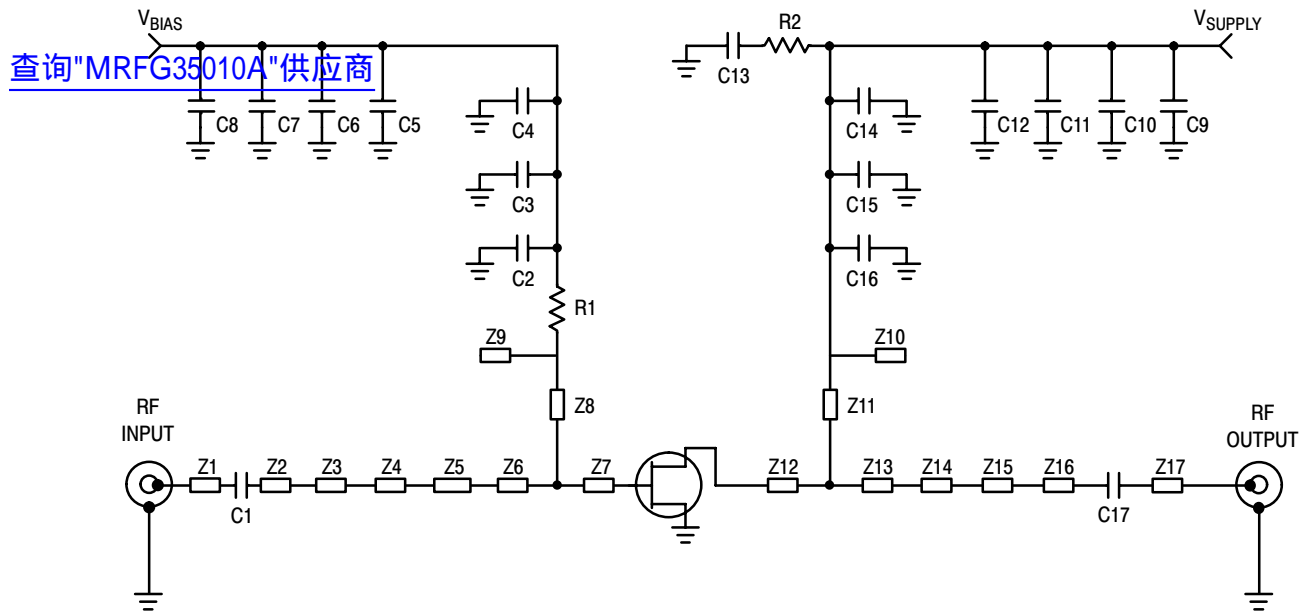 V_BIAS
R2
V_SUPPLY
查询"MRFG35010A"供应商
C13
C8 C7 C6 C5
C4
C14
C12 C11 C10 C9
C3
C15
C2
C16
R1
Z9
Z10
Z8
Z11
RF
INPUT
RF
OUTPUT
Z1 Z2 Z3 Z4 Z5 Z6 Z7 Z12 Z13 Z14 Z15 Z16 Z17
C1
C17